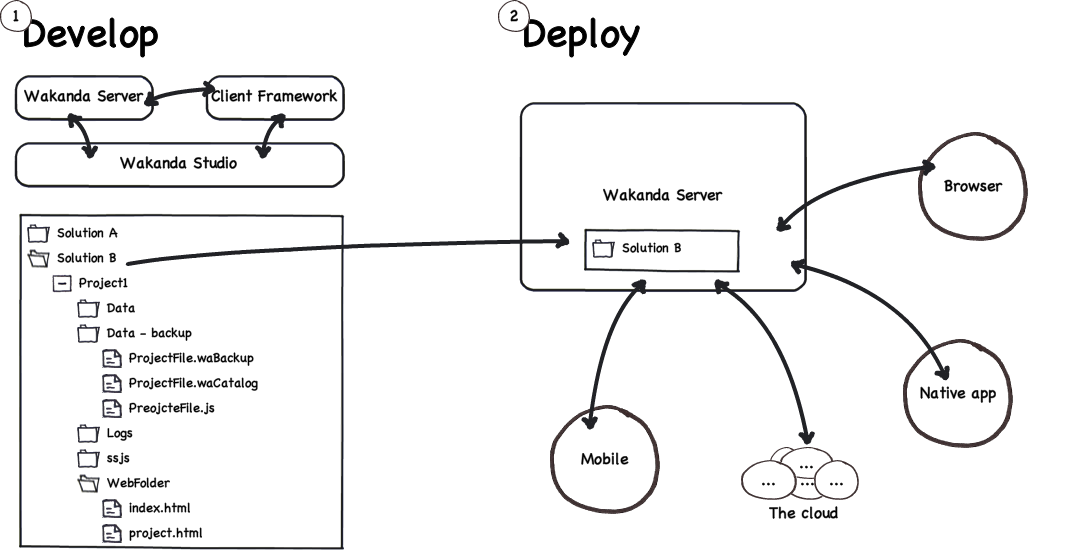 1
Develop
Wakanda Server
Client Framework
Wakanda Studio
Solution A
Solution B
Project1
Data
Data - backup
ProjectFile.waBackup
ProjectFile.waCatalog
PreojcteFile.js
Logs
ssjs
WebFolder
index.html
project.html
2
Deploy
Wakanda Server
Solution B
Browser
Native app
Mobile
...
...
...
...
The cloud